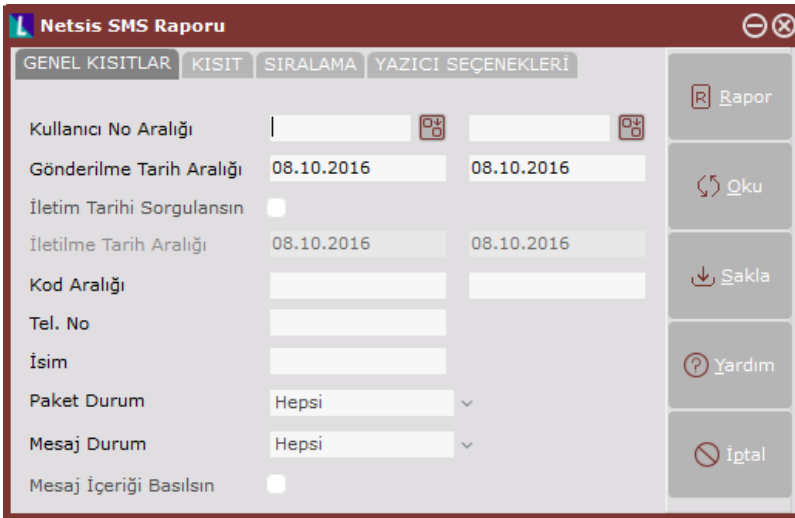 Netsis SMS Raporu
GENEL KISITLAR KISIT SIRALAMA YAZICI SEÇENEKLERİ
Kullanıcı No Aralığı
Gönderilme Tarih Aralığı 08.10.2016 08.10.2016
İletim Tarihi Sorgulansın
İletilme Tarih Aralığı 08.10.2016 08.10.2016
Kod Aralığı
Tel. No
İsim
Paket Durum Hepsi
Mesaj Durum Hepsi
Mesaj İçeriği Basılsın
R Rapor
Oku
Sakla
? Yardım
İptal